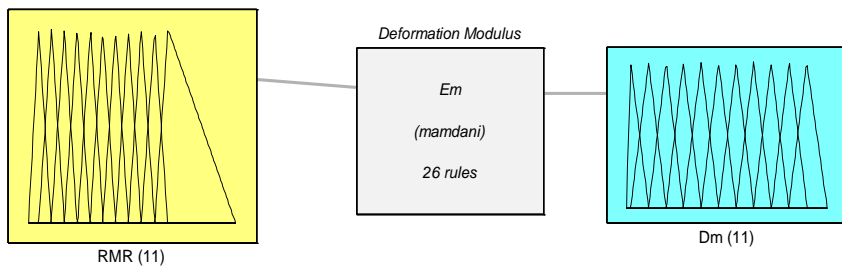 Deformation Modulus
Em
(mamdani)
26 rules
RMR (11)
Dm (11)